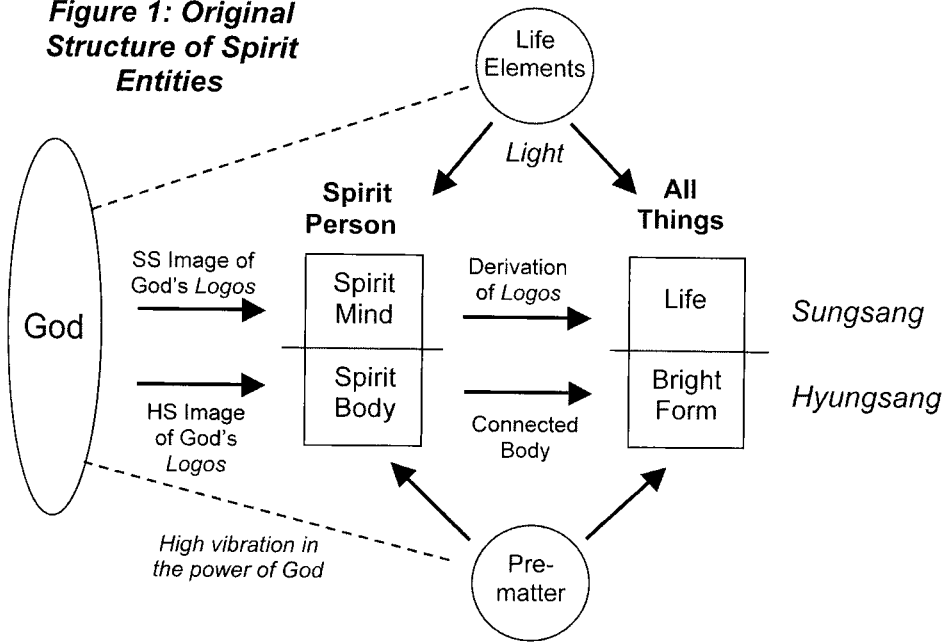 Figure 1: Original
Structure of Spirit
Entities
Life
Elements
Light
Spirit
Person
All
Things
God
SS Image of
God's Logos
Spirit
Mind
Derivation
of Logos
Life
Sungsang
HS Image
of God's
Logos
Spirit
Body
Connected
Body
Bright
Form
Hyungsang
High vibration in
the power of God
Pre-
matter